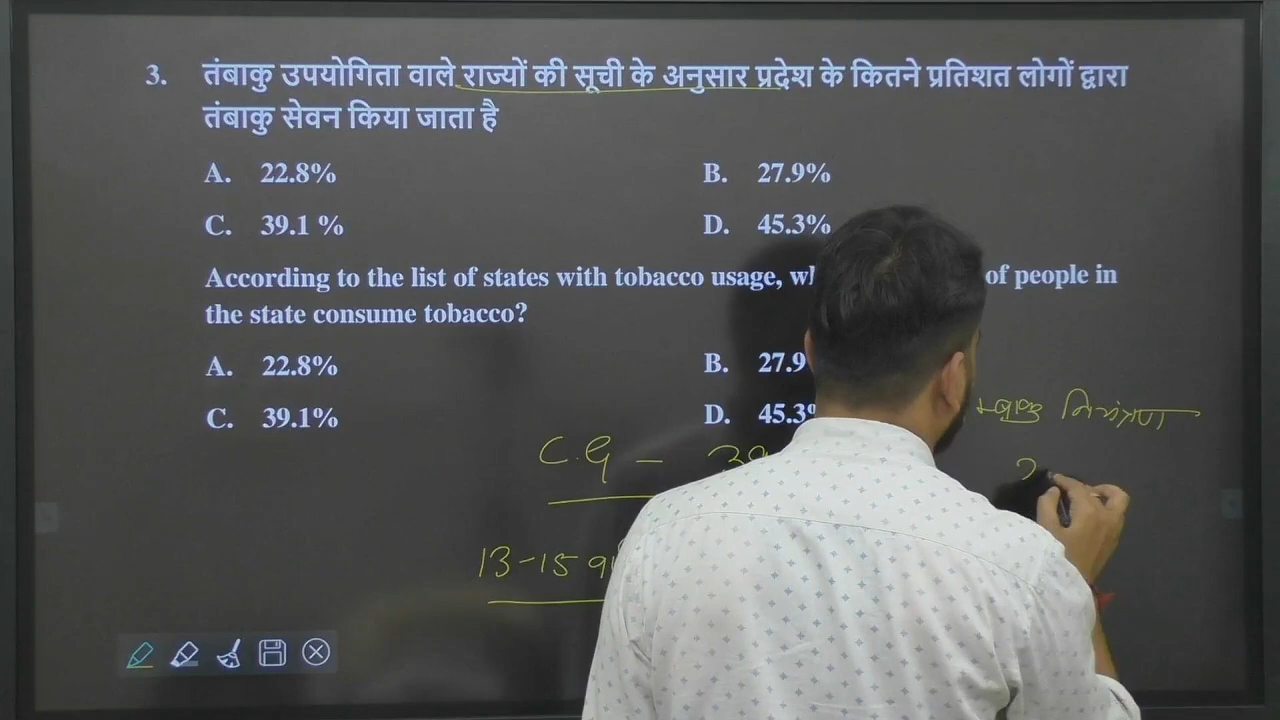 3. तंबाकु उपयोगिता वाले राज्यों की सूची के अनुसार प्रदेश के कितने प्रतिशत लोगों द्वारा
तंबाकु सेवन किया जाता है
A. 22.8% B. 27.9%
C. 39.1 % D. 45.3%
According to the list of states with tobacco usage, of people in
the state consume tobacco?
A. 22.8% B. 27.9
C. 39.1% D. 45.3%
नियंत्रण
C.G - 39
13-15